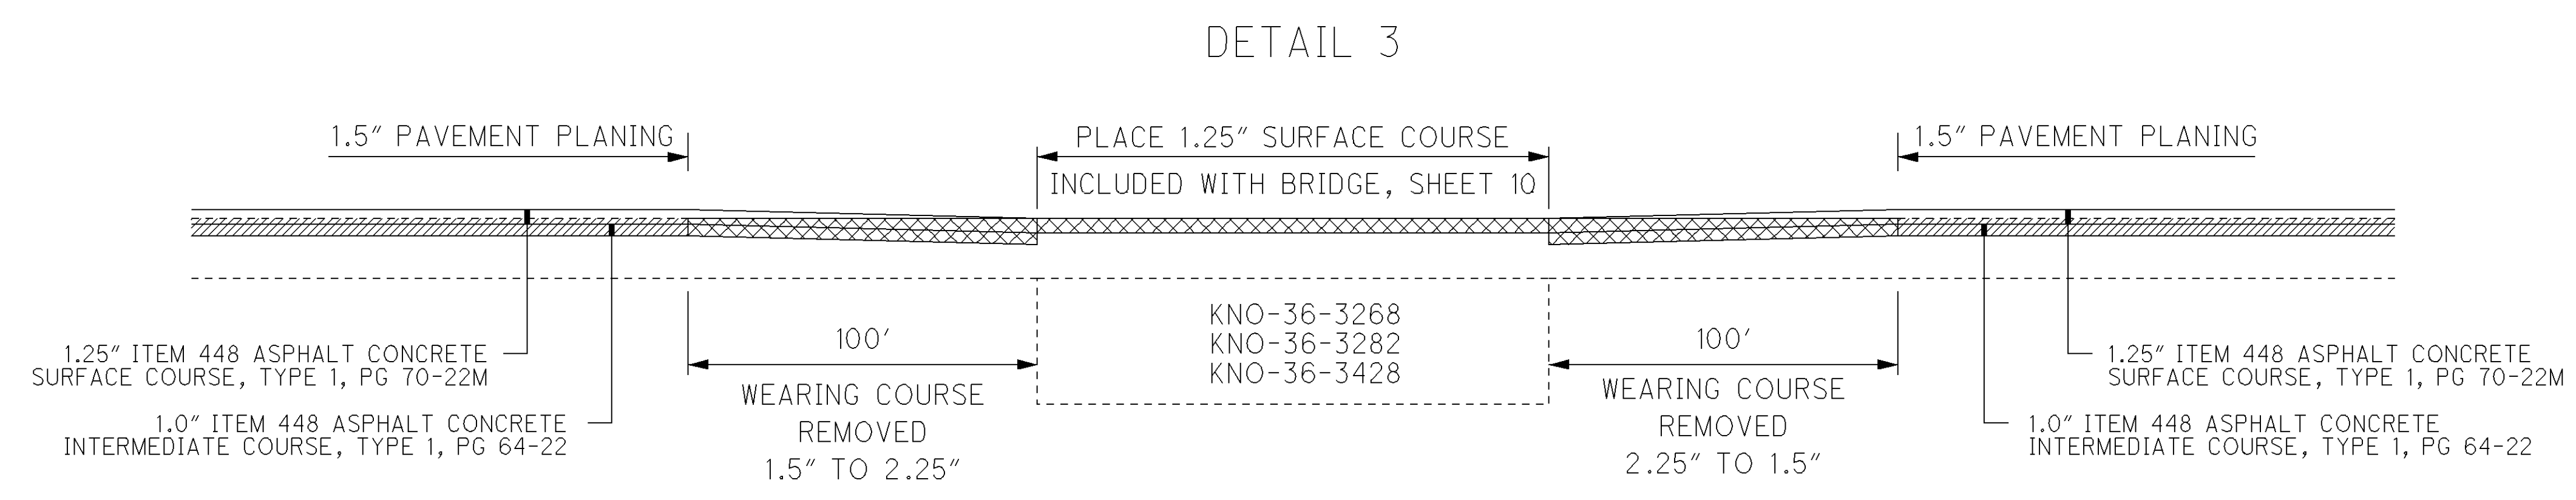 DETAIL 3
1.5″ PAVEMENT PLANING
PLACE 1.25″ SURFACE COURSE
INCLUDED WITH BRIDGE, SHEET 10
1.5″ PAVEMENT PLANING
1.25″ ITEM 448 ASPHALT CONCRETE
SURFACE COURSE, TYPE 1, PG 70-22M
1.0″ ITEM 448 ASPHALT CONCRETE
INTERMEDIATE COURSE, TYPE 1, PG 64-22
100′
WEARING COURSE
REMOVED
1.5″ TO 2.25″
KNO-36-3268
KNO-36-3282
KNO-36-3428
100′
WEARING COURSE
REMOVED
2.25″ TO 1.5″
1.25″ ITEM 448 ASPHALT CONCRETE
SURFACE COURSE, TYPE 1, PG 70-22M
1.0″ ITEM 448 ASPHALT CONCRETE
INTERMEDIATE COURSE, TYPE 1, PG 64-22